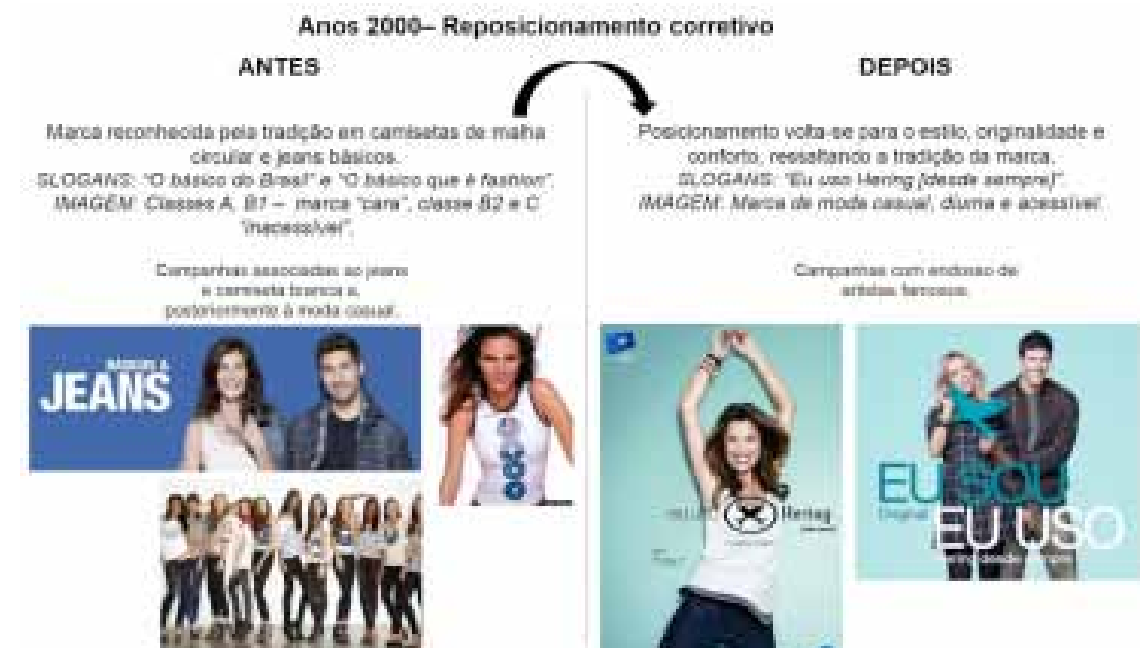 Anos 2000– Reposicionamento corretivo
ANTES
Marca reconhecida pela tradição em camisetas de malha
circular e jeans básicos.
SLOGANS: "O básico do Brasil" e "O básico que é fashion".
IMAGEM: Classes A, B1 – marca "cara", classe B2 e C
"inacessível".
Campanhas associadas ao jeans
e camiseta branca e,
posteriormente à moda casual.
BÁSICOS &
JEANS
DEPOIS
Posicionamento volta-se para o estilo, originalidade e
conforto, ressaltando a tradição da marca.
SLOGANS: "Eu uso Hering [desde sempre]".
IMAGEM: Marca de moda casual, diurna e acessível.
Campanhas com endosso de
artistas famosos.
Hering
EU SOU
Original
EU USO